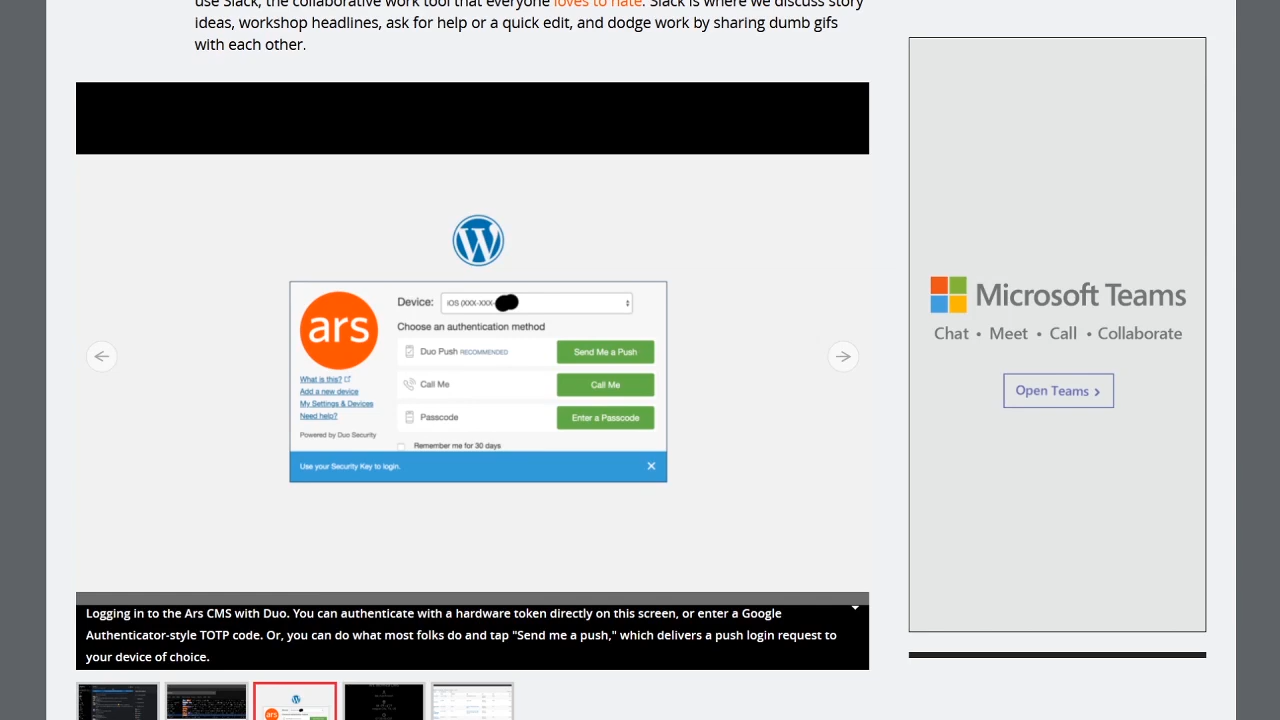 use Slack, the collaborative work tool that everyone loves to hate. Slack is where we discuss story
ideas, workshop headlines, ask for help or a quick edit, and dodge work by sharing dumb gifs
with each other.
ars
Device: iOS (XXX-XXX-
Choose an authentication method
Duo Push RECOMMENDED Send Me a Push
Call Me Call Me
Passcode Enter a Passcode
Remember me for 30 days
What is this?
Add a new device
My Settings & Devices
Need help?
Powered by Duo Security
Use your Security Key to login.
Logging in to the Ars CMS with Duo. You can authenticate with a hardware token directly on this screen, or enter a Google
Authenticator-style TOTP code. Or, you can do what most folks do and tap "Send me a push," which delivers a push login request to
your device of choice.
ars
Microsoft Teams
Chat • Meet • Call • Collaborate
Open Teams >